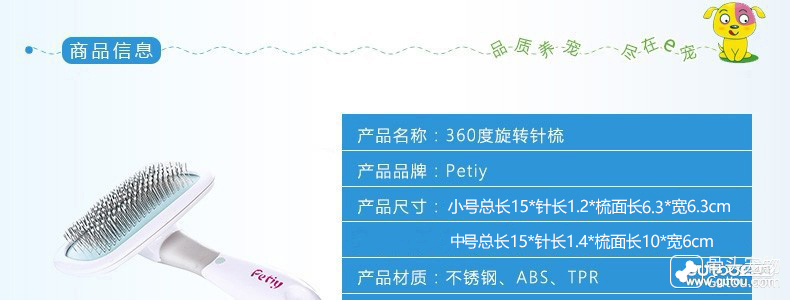 商品信息
品质养宠 尽在e宠
产品名称：360度旋转针梳
产品品牌：Petiy
产品尺寸：小号总长15*针长1.2*梳面长6.3*宽6.3cm
中号总长15*针长1.4*梳面长10*宽6cm
产品材质：不锈钢、ABS、TPR
Petiy
www.gutou.com